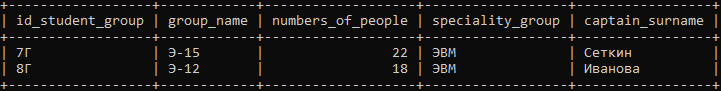 id_student_group | group_name | numbers_of_people | speciality_group | captain_surname
7Г | Э-15 | 22 | ЭВМ | Сеткин
8Г | Э-12 | 18 | ЭВМ | Иванова